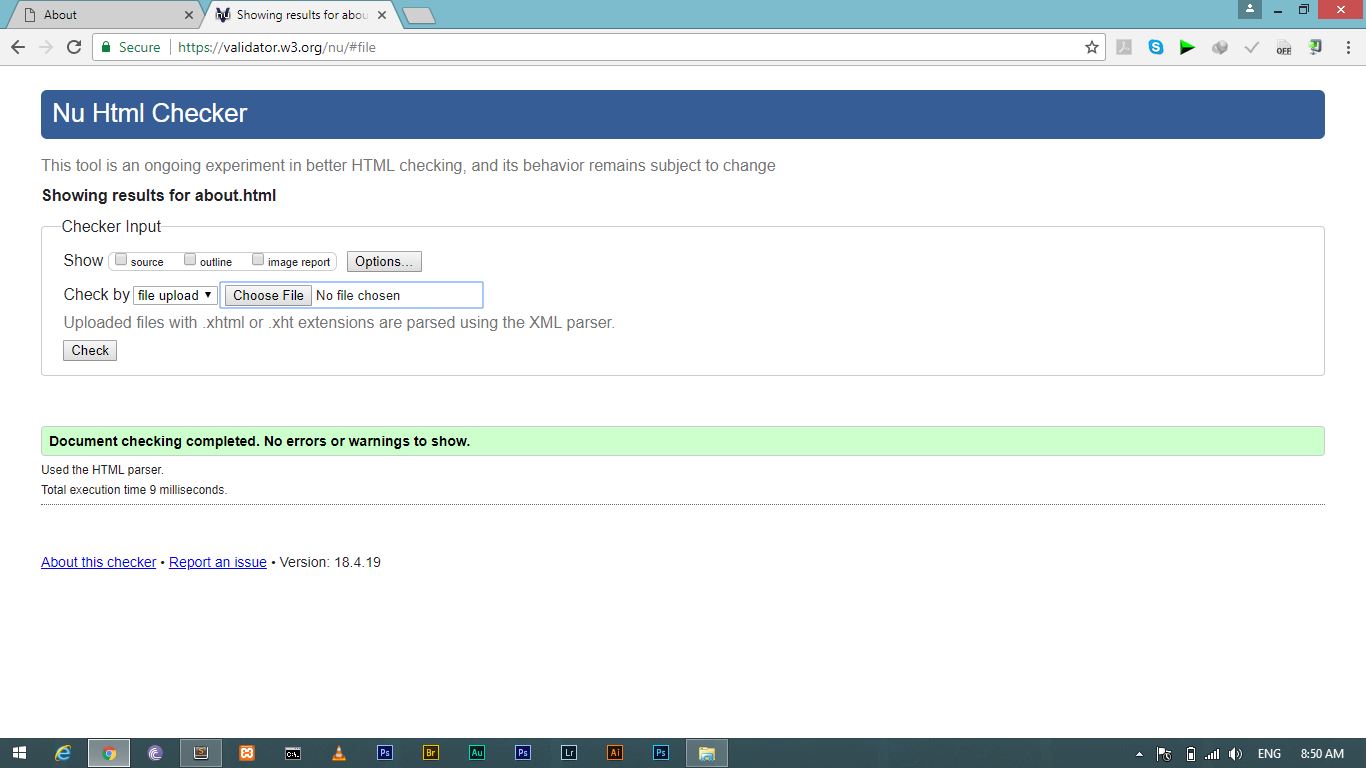 About
Showing results for abou
Secure https://validator.w3.org/nu/#file
OFF
Nu Html Checker
This tool is an ongoing experiment in better HTML checking, and its behavior remains subject to change
Showing results for about.html
Checker Input
Show source outline image report Options...
Check by file upload Choose File No file chosen
Uploaded files with .xhtml or .xht extensions are parsed using the XML parser.
Check
Document checking completed. No errors or warnings to show.
Used the HTML parser.
Total execution time 9 milliseconds.
About this checker • Report an issue • Version: 18.4.19
Ps Br Au Ps Lr Ai Ps ENG 8:50 AM